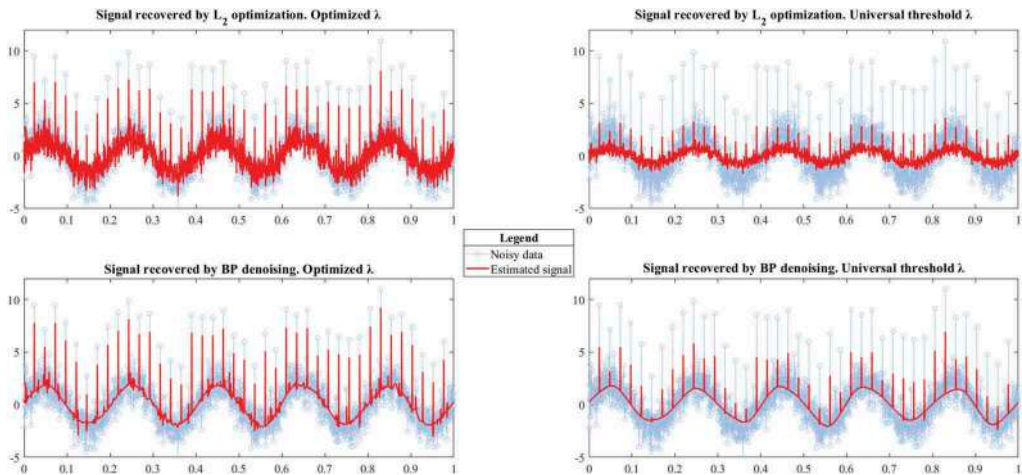 Signal recovered by L₂ optimization. Optimized λ
Signal recovered by L₂ optimization. Universal threshold λ
10
5
0
-5
0 0.1 0.2 0.3 0.4 0.5 0.6 0.7 0.8 0.9 1
10
5
0
-5
0 0.1 0.2 0.3 0.4 0.5 0.6 0.7 0.8 0.9 1
Legend
Noisy data
Estimated signal
Signal recovered by BP denoising. Optimized λ
Signal recovered by BP denoising. Universal threshold λ
10
5
0
-5
0 0.1 0.2 0.3 0.4 0.5 0.6 0.7 0.8 0.9 1
10
5
0
-5
0 0.1 0.2 0.3 0.4 0.5 0.6 0.7 0.8 0.9 1